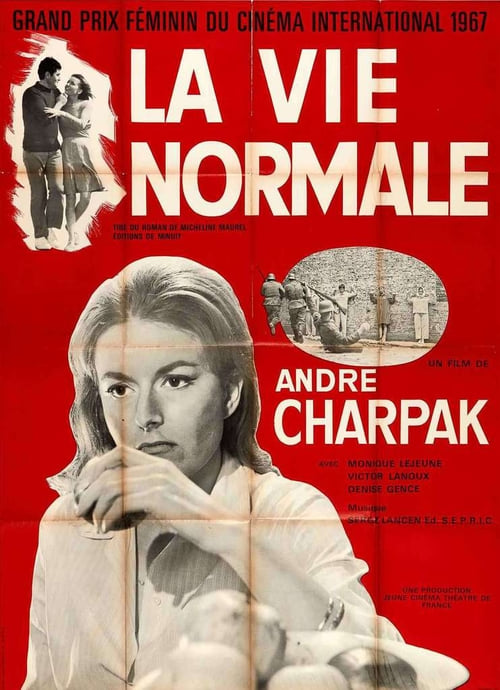 GRAND PRIX FÉMININ DU CINÉMA INTERNATIONAL 1967
LA VIE
NORMALE
TIRÉ DU ROMAN DE MICHELINE MAUREL
ÉDITIONS DE MINUIT
UN FILM DE
ANDRE
CHARPAK
AVEC MONIQUE LEJEUNE
VICTOR LANOUX
DENISE GENCE
Musique
SERGE LANCEN Ed. S.E.P.R.I.C.
UNE PRODUCTION
JEUNE CINÉMA THÉATRE DE
FRANCE